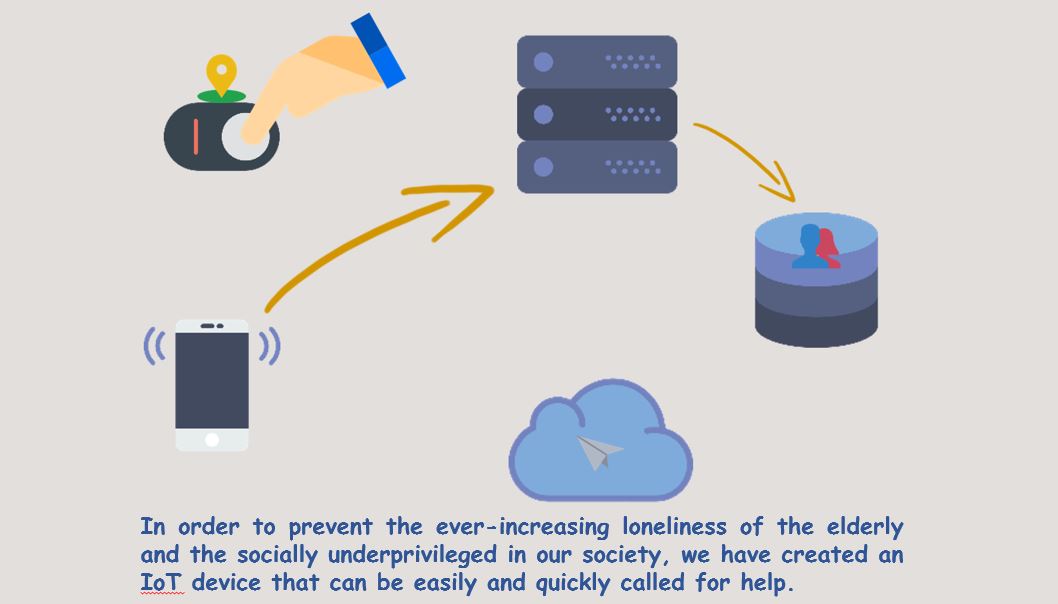 In order to prevent the ever-increasing loneliness of the elderly
and the socially underprivileged in our society, we have created an
IoT device that can be easily and quickly called for help.